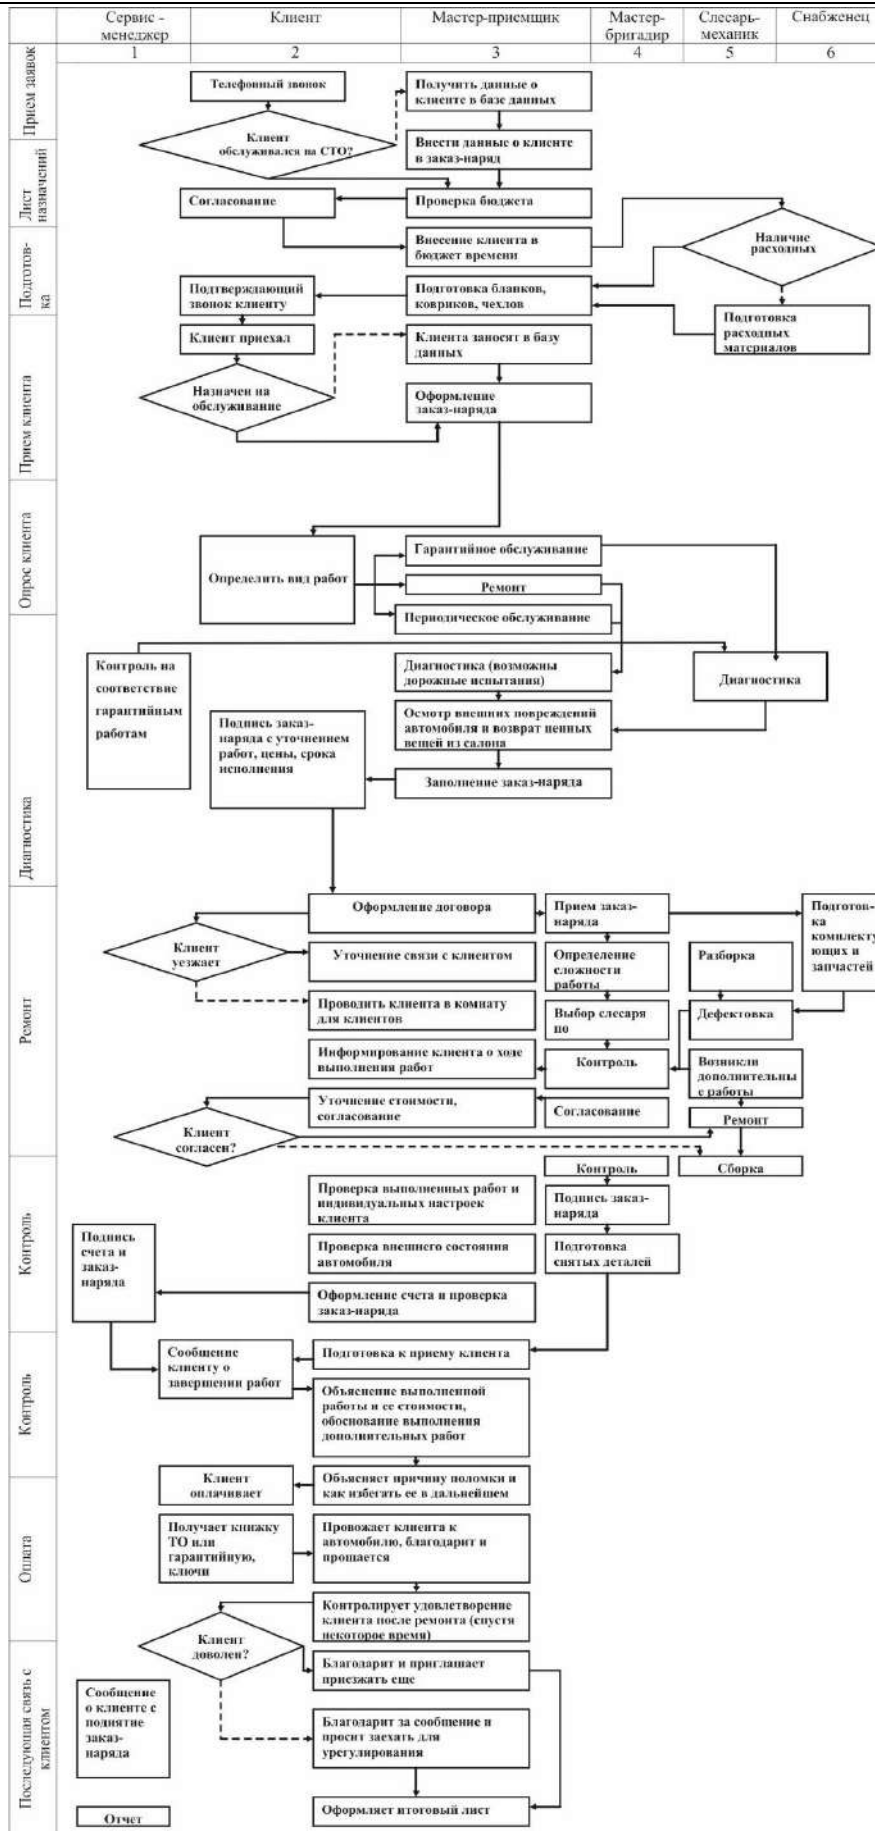 Сервис -
менеджер
Клиент
Мастер-приемщик
Мастер-
бригадир
Слесарь-
механик
Снабженец
1
2
3
4
5
6
Прием заявок
Телефонный звонок
Получить данные о
клиенте в базе данных
Клиент
обслуживался на СТО?
Внести данные о клиенте
в заказ-наряд
Лист
назначений
Согласование
Проверка бюджета
Наличие
расходных
Внесение клиента в
бюджет времени
Подготов-
ка
Подтверждающий
звонок клиенту
Подготовка бланков,
ковриков, чехлов
Подготовка
расходных
материалов
Прием клиента
Клиент приехал
Клиента заносят в базу
данных
Назначен на
обслуживание
Оформление
заказ-наряда
Опрос клиента
Определить вид работ
Гарантийное обслуживание
Ремонт
Периодическое обслуживание
Диагностика
Контроль на
соответствие
гарантийным
работам
Диагностика (возможны
дорожные испытания)
Диагностика
Подпись заказ-
наряда с уточнением
работ, цены, срока
исполнения
Осмотр внешних повреждений
автомобиля и возврат ценных
вещей из салона
Заполнение заказ-наряда
Ремонт
Оформление договора
Прием заказ-
наряда
Подготов-
ка
комплекту
ющих и
запчастей
Клиент
уезжает
Уточнение связи с клиентом
Определение
сложности
работы
Разборка
Проводить клиента в комнату
для клиентов
Выбор слесаря
по
Дефектовка
Информирование клиента о ходе
выполнения работ
Контроль
Возникли
дополнительны
е работы
Уточнение стоимости,
согласование
Согласование
Ремонт
Клиент
согласен?
Контроль
Сборка
Контроль
Проверка выполненных работ и
индивидуальных настроек
клиента
Подпись заказ-
наряда
Подпись
счета и
заказ-
наряда
Проверка внешнего состояния
автомобиля
Подготовка
снятых деталей
Оформление счета и проверка
заказ-наряда
Контроль
Сообщение
клиенту о
завершении работ
Подготовка к приему клиента
Объяснение выполненной
работы и ее стоимости,
обоснование выполнения
дополнительных работ
Оплата
Клиент
оплачивает
Объясняет причину поломки и
как избегать ее в дальнейшем
Получает книжку
ТО или
гарантийную,
ключи
Провожает клиента к
автомобилю, благодарит и
прощается
Контролирует удовлетворение
клиента после ремонта (спустя
некоторое время)
Клиент
доволен?
Последующая связь с
клиентом
Благодарит и приглашает
приезжать еще
Сообщение
о клиенте с
поднятие
заказ-
наряда
Благодарит за сообщение и
просит заехать для
урегулирования
Отчет
Оформляет итоговый лист